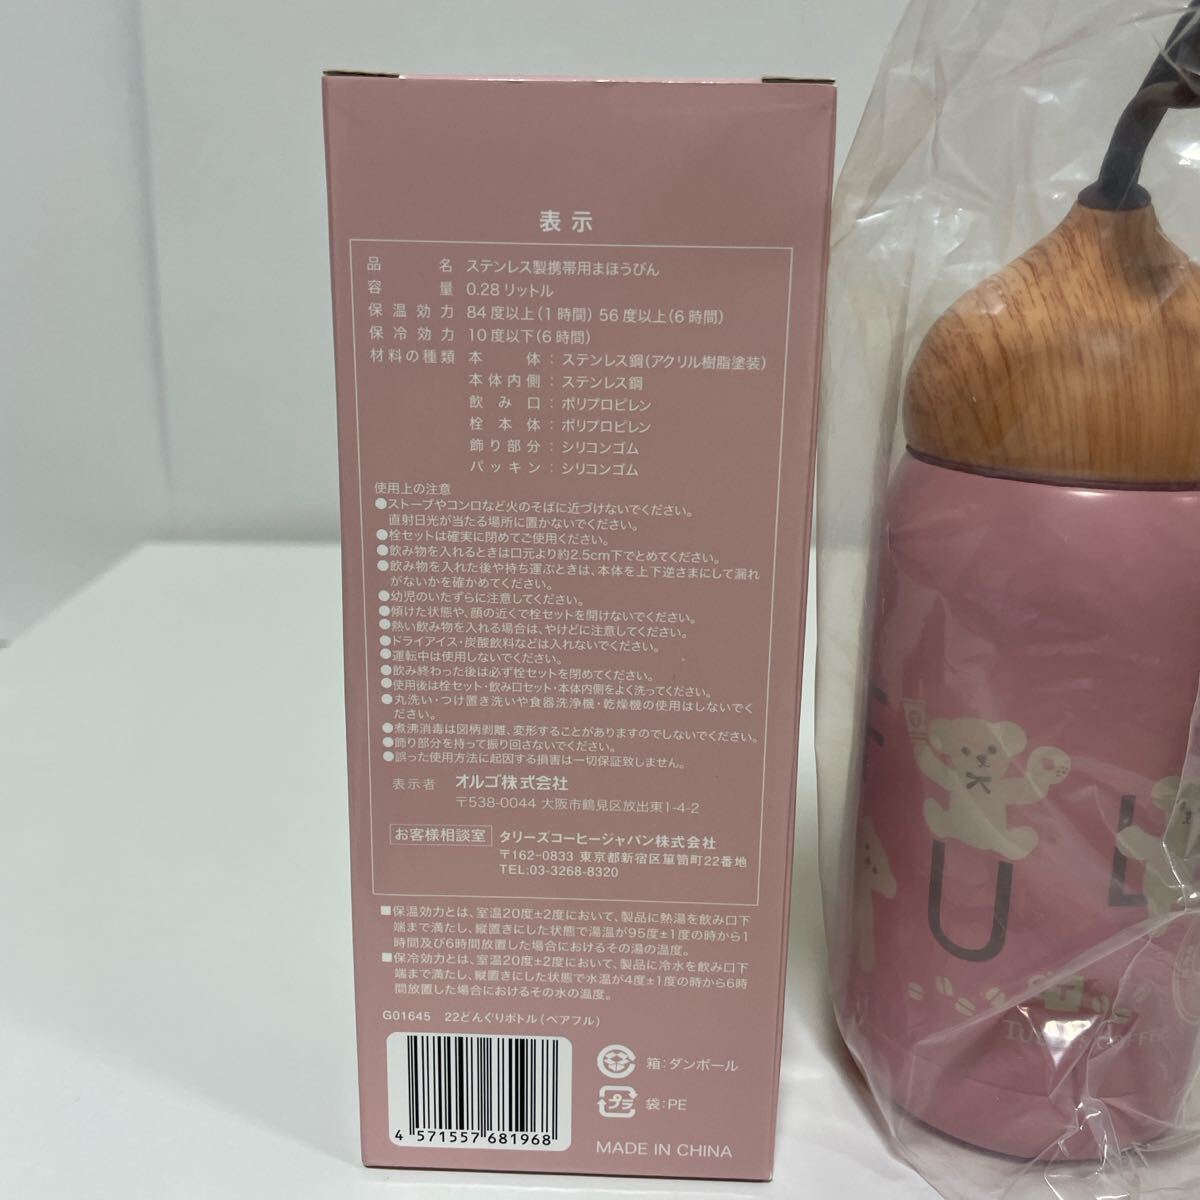 表示
品名 ステンレス製携帯用まほうびん
容量 0.28リットル
保温効力 84度以上(1時間) 56度以上(6時間)
保冷効力 10度以下(6時間)
材料の種類 本体：ステンレス鋼(アクリル樹脂塗装)
本体内側：ステンレス鋼
飲み口：ポリプロピレン
栓本体：ポリプロピレン
飾り部分：シリコンゴム
パッキン：シリコンゴム
使用上の注意
●ストーブやコンロなど火のそばに近づけないでください。
直射日光が当たる場所に置かないでください。
●栓セットは確実に閉めてご使用ください。
●飲み物を入れるときは口元より約2.5cm下でとめてください。
●飲み物を入れた後や持ち運ぶときは、本体を上下逆さまにして漏れ
がないかを確かめてください。
●幼児のいたずらに注意してください。
●傾けた状態や、顔の近くで栓セットを開けないでください。
●熱い飲み物を入れる場合は、やけどに注意してください。
●ドライアイス・炭酸飲料などは入れないでください。
●運転中は使用しないでください。
●飲み終わった後は必ず栓セットを閉めてください。
●使用後は栓セット・飲み口セット・本体内側をよく洗ってください。
●丸洗い・つけ置き洗いや食器洗浄機・乾燥機の使用はしないでく
ださい。
●煮沸消毒は図柄剥離、変形することがありますのでしないでください。
●飾り部分を持って振り回さないでください。
●誤った使用方法に起因する損害は一切保証致しません。
表示者 オルゴ株式会社
〒538-0044 大阪市鶴見区放出東1-4-2
お客様相談室 タリーズコーヒージャパン株式会社
〒162-0833 東京都新宿区箪笥町22番地
TEL:03-3268-8320
■保温効力とは、室温20度±2度において、製品に熱湯を飲み口下
端まで満たし、縦置きにした状態で湯温が95度±1度の時から1
時間及び6時間放置した場合におけるその湯の温度。
■保冷効力とは、室温20度±2度において、製品に冷水を飲み口下
端まで満たし、縦置きにした状態で水温が4度±1度の時から6時
間放置した場合におけるその水の温度。
G01645 22どんぐりボトル(ベアフル)
4 571557 681968
箱：ダンボール
プラ 袋：PE
MADE IN CHINA
U L